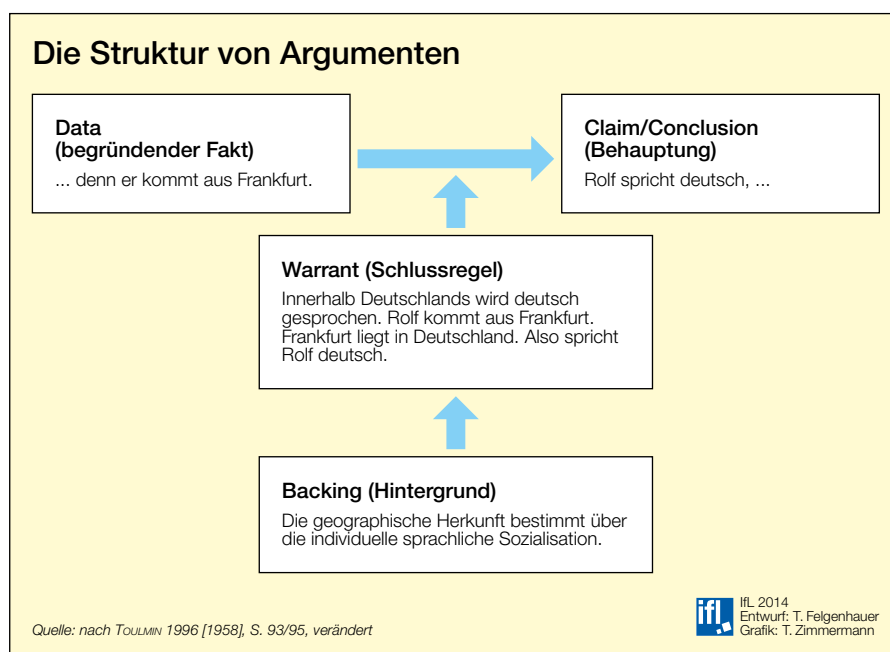 Die Struktur von Argumenten
Data
(begründender Fakt)
... denn er kommt aus Frankfurt.
Claim/Conclusion
(Behauptung)
Rolf spricht deutsch, ...
Warrant (Schlussregel)
Innerhalb Deutschlands wird deutsch
gesprochen. Rolf kommt aus Frankfurt.
Frankfurt liegt in Deutschland. Also spricht
Rolf deutsch.
Backing (Hintergrund)
Die geographische Herkunft bestimmt über
die individuelle sprachliche Sozialisation.
Quelle: nach TOULMIN 1996 [1958], S. 93/95, verändert
ifl
IfL 2014
Entwurf: T. Felgenhauer
Grafik: T. Zimmermann